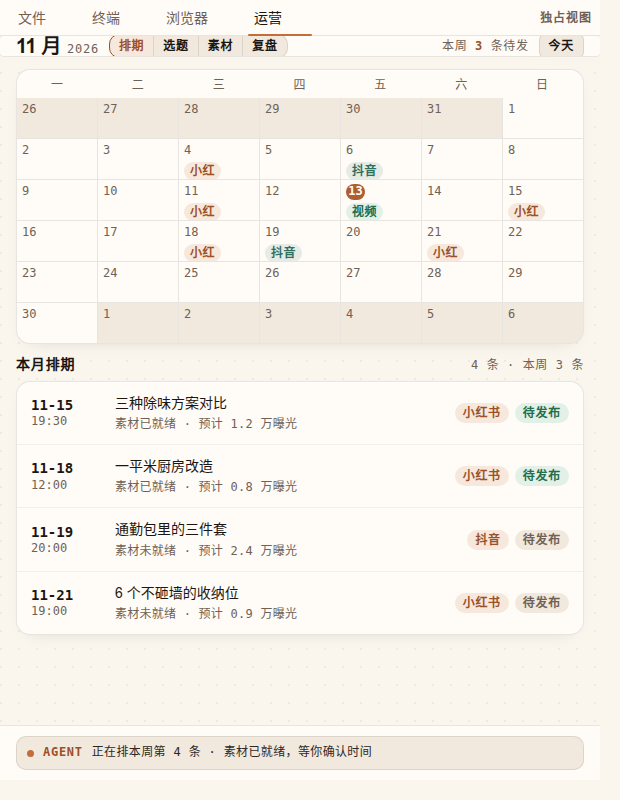 文件 终端 浏览器 运营 独占视图
11月 2026 排期 选题 素材 复盘 本周 3 条待发 今天
一 二 三 四 五 六 日
26 27 28 29 30 31 1
2 3 4 5 6 7 8
小红 抖音
9 10 11 12 13 14 15
小红 视频 小红
16 17 18 19 20 21 22
小红 抖音 小红
23 24 25 26 27 28 29
30 1 2 3 4 5 6
本月排期 4 条 · 本周 3 条
11-15 三种除味方案对比 小红书 待发布
19:30 素材已就绪 · 预计 1.2 万曝光
11-18 一平米厨房改造 小红书 待发布
12:00 素材已就绪 · 预计 0.8 万曝光
11-19 通勤包里的三件套 抖音 待发布
20:00 素材未就绪 · 预计 2.4 万曝光
11-21 6 个不砸墙的收纳位 小红书 待发布
19:00 素材未就绪 · 预计 0.9 万曝光
AGENT 正在排本周第 4 条 · 素材已就绪，等你确认时间